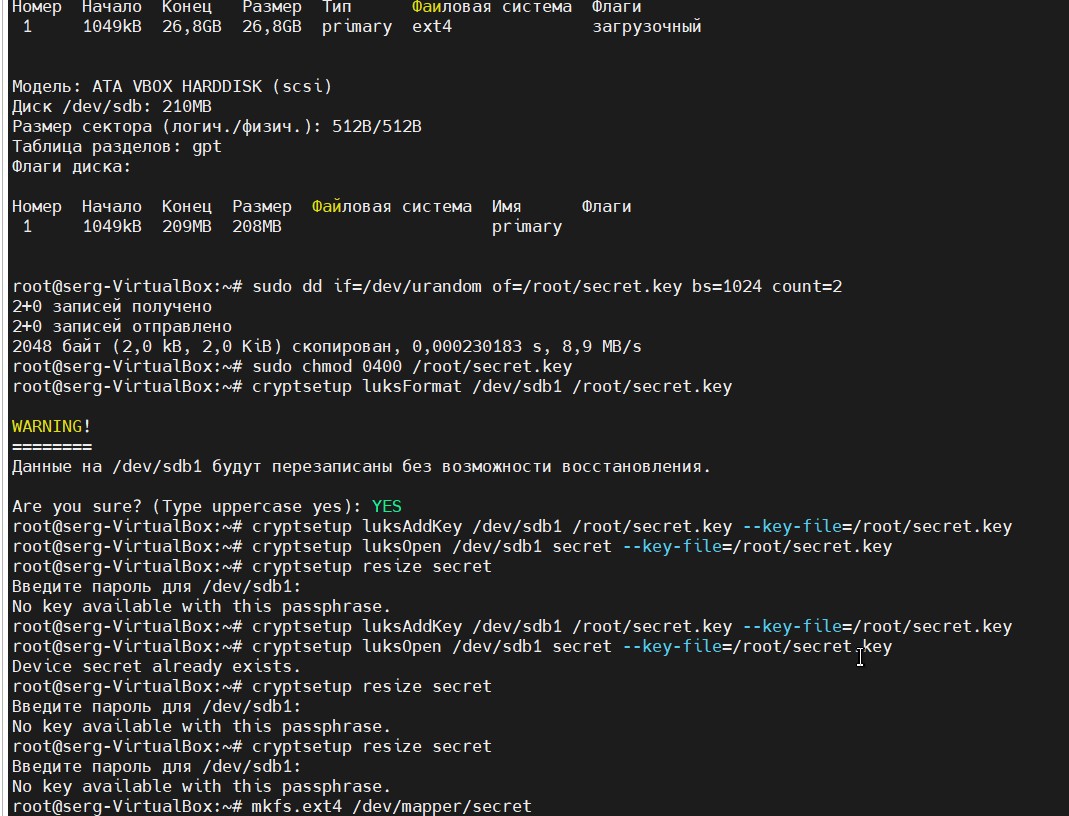 Номер  Начало  Конец   Размер  Тип      Файловая система  Флаги
 1     1049kB  26,8GB  26,8GB  primary  ext4              загрузочный
Модель: ATA VBOX HARDDISK (scsi)
Диск /dev/sdb: 210MB
Размер сектора (логич./физич.): 512B/512B
Таблица разделов: gpt
Флаги диска:
Номер  Начало  Конец  Размер  Файловая система  Имя      Флаги
 1     1049kB  209MB  208MB                     primary
root@serg-VirtualBox:~# sudo dd if=/dev/urandom of=/root/secret.key bs=1024 count=2
2+0 записей получено
2+0 записей отправлено
2048 байт (2,0 kB, 2,0 KiB) скопирован, 0,000230183 s, 8,9 MB/s
root@serg-VirtualBox:~# sudo chmod 0400 /root/secret.key
root@serg-VirtualBox:~# cryptsetup luksFormat /dev/sdb1 /root/secret.key
WARNING!
========
Данные на /dev/sdb1 будут перезаписаны без возможности восстановления.
Are you sure? (Type uppercase yes): YES
root@serg-VirtualBox:~# cryptsetup luksAddKey /dev/sdb1 /root/secret.key --key-file=/root/secret.key
root@serg-VirtualBox:~# cryptsetup luksOpen /dev/sdb1 secret --key-file=/root/secret.key
root@serg-VirtualBox:~# cryptsetup resize secret
Введите пароль для /dev/sdb1:
No key available with this passphrase.
root@serg-VirtualBox:~# cryptsetup luksAddKey /dev/sdb1 /root/secret.key --key-file=/root/secret.key
root@serg-VirtualBox:~# cryptsetup luksOpen /dev/sdb1 secret --key-file=/root/secret.key
Device secret already exists.
root@serg-VirtualBox:~# cryptsetup resize secret
Введите пароль для /dev/sdb1:
No key available with this passphrase.
root@serg-VirtualBox:~# cryptsetup resize secret
Введите пароль для /dev/sdb1:
No key available with this passphrase.
root@serg-VirtualBox:~# mkfs.ext4 /dev/mapper/secret